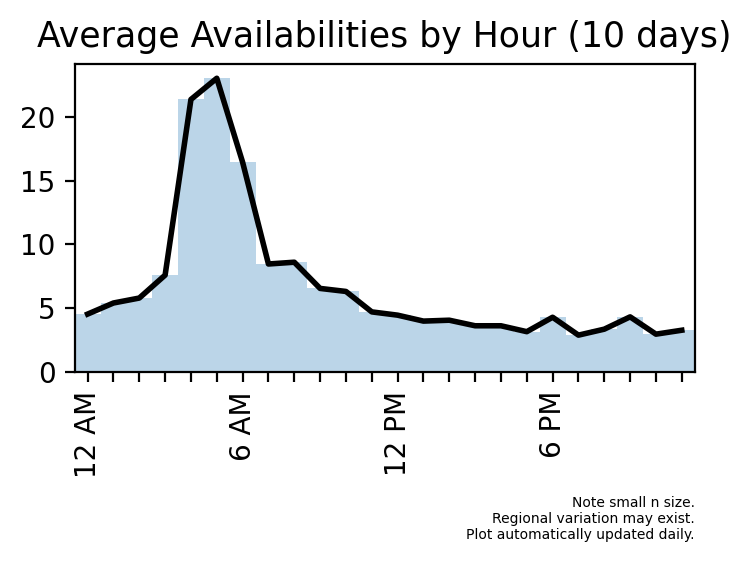 Average Availabilities by Hour (10 days)
20
15
10
5
0
12 AM
6 AM
12 PM
6 PM
Note small n size.
Regional variation may exist.
Plot automatically updated daily.